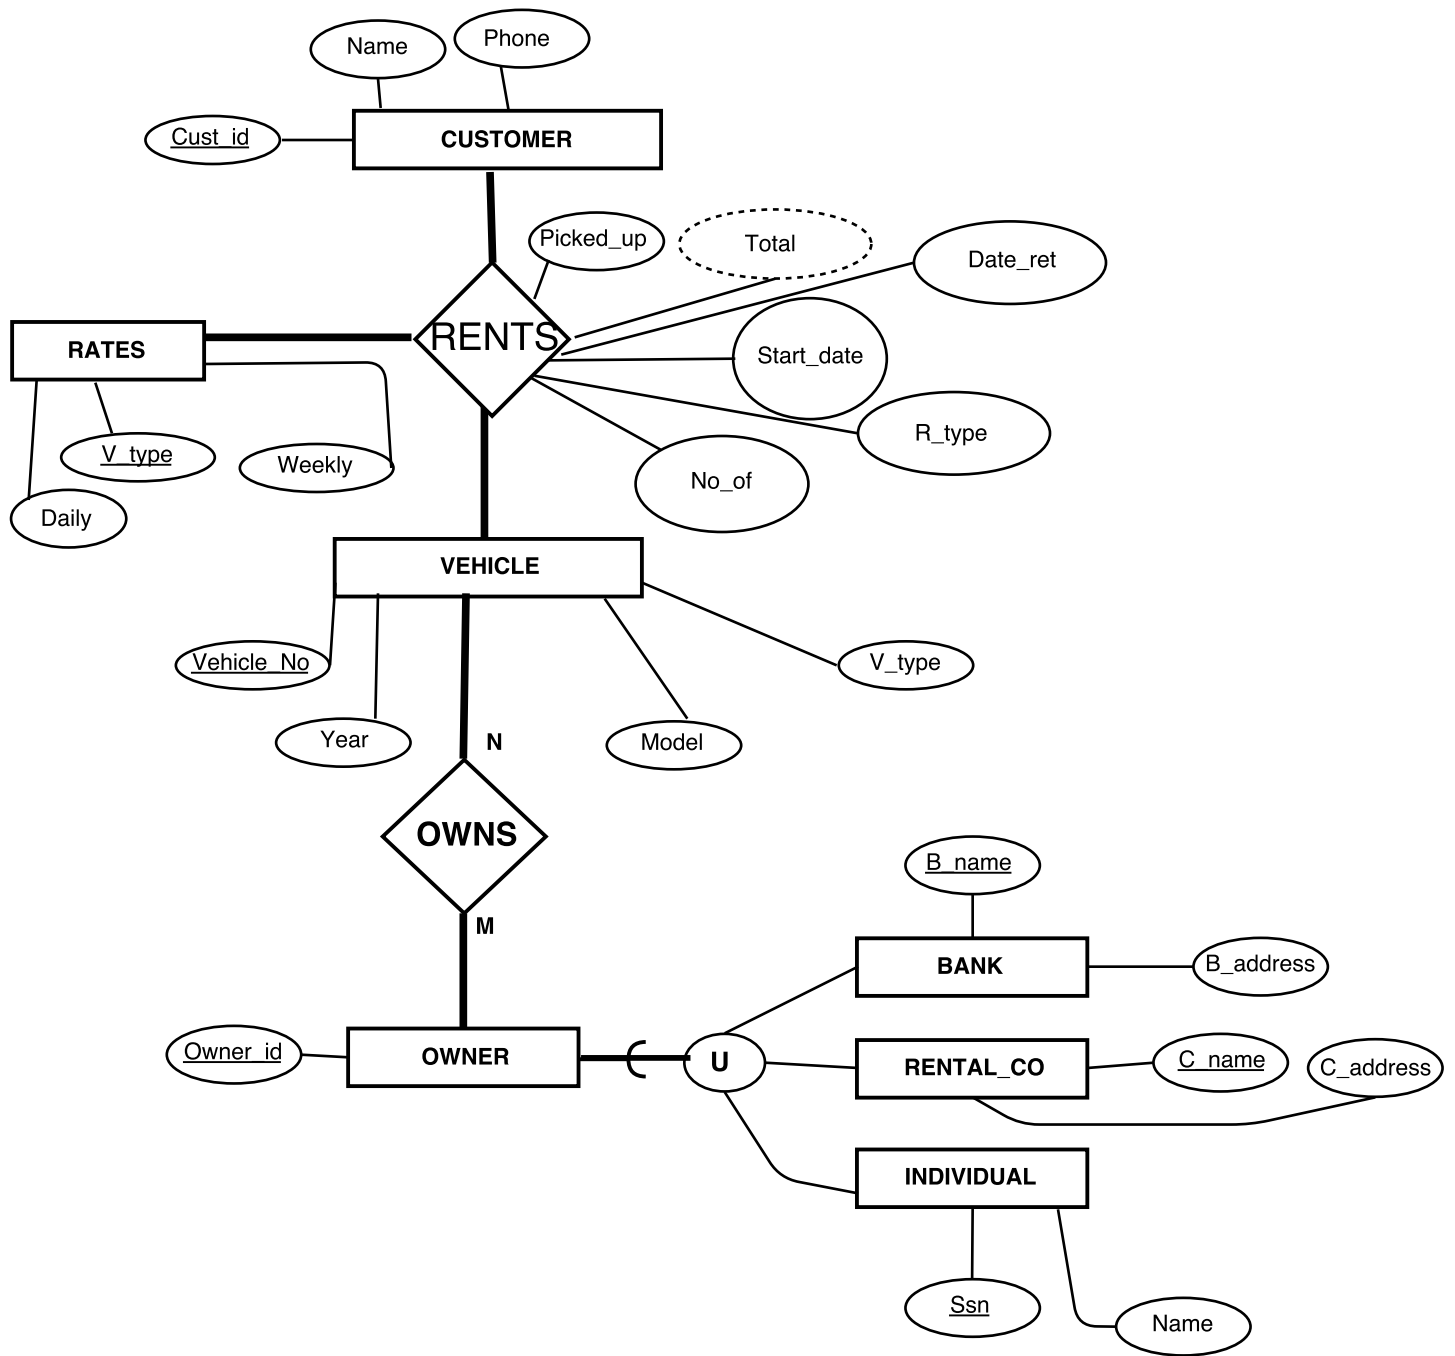 Name
Phone
Cust_id
CUSTOMER
Picked_up
Total
Date_ret
RENTS
RATES
Start_date
V_type
Weekly
R_type
No_of
Daily
VEHICLE
Vehicle_No
V_type
Year
N
Model
OWNS
B_name
M
BANK
B_address
Owner_id
OWNER
U
RENTAL_CO
C_name
C_address
INDIVIDUAL
Ssn
Name